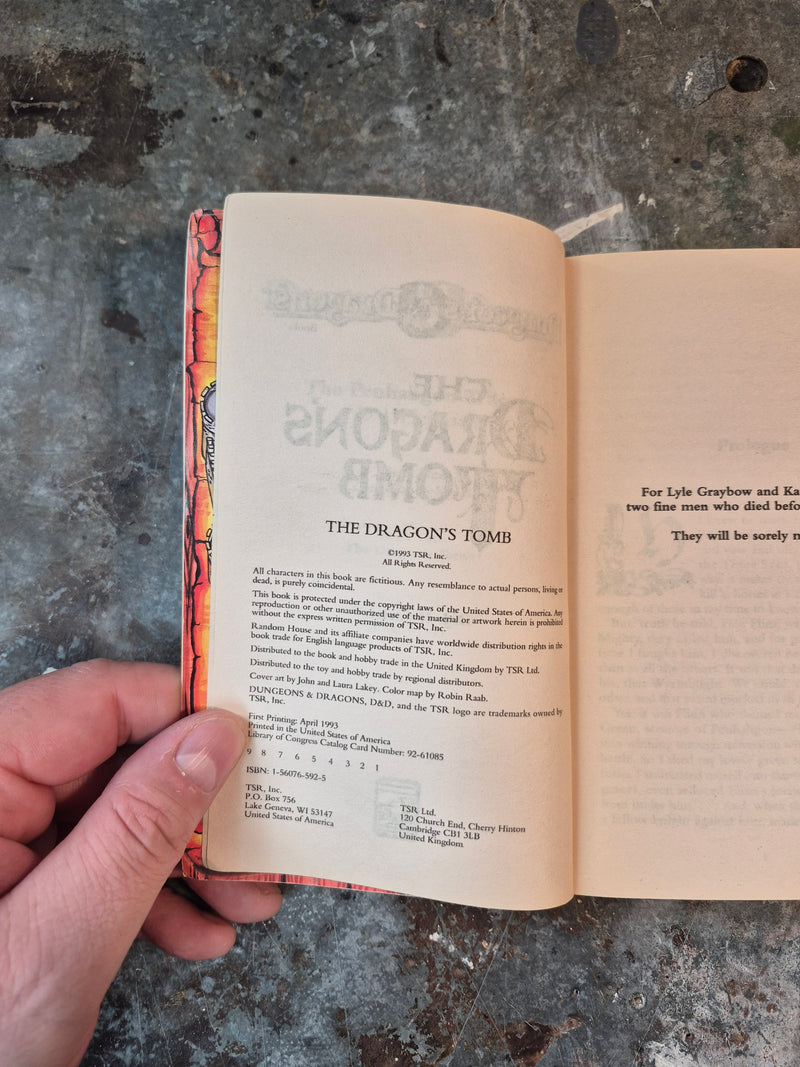 THE DRAGON'S TOMB
©1993 TSR, Inc.
All Rights Reserved.
All characters in this book are fictitious. Any resemblance to actual persons, living or
dead, is purely coincidental.
This book is protected under the copyright laws of the United States of America. Any
reproduction or other unauthorized use of the material or artwork herein is prohibited
without the express written permission of TSR, Inc.
Random House and its affiliate companies have worldwide distribution rights in the
book trade for English language products of TSR, Inc.
Distributed to the book and hobby trade in the United Kingdom by TSR Ltd.
Distributed to the toy and hobby trade by regional distributors.
Cover art by John and Laura Lakey. Color map by Robin Raab.
DUNGEONS & DRAGONS, D&D, and the TSR logo are trademarks owned by
TSR, Inc.
First Printing: April 1993
Printed in the United States of America
Library of Congress Catalog Card Number: 92-61085
9 8 7 6 5 4 3 2 1
ISBN: 1-56076-592-5
TSR, Inc.
P.O. Box 756
Lake Geneva, WI 53147
United States of America
TSR Ltd.
120 Church End, Cherry Hinton
Cambridge CB1 3LB
United Kingdom
For Lyle Graybow and Ka
two fine men who died befo
They will be sorely
Prologue